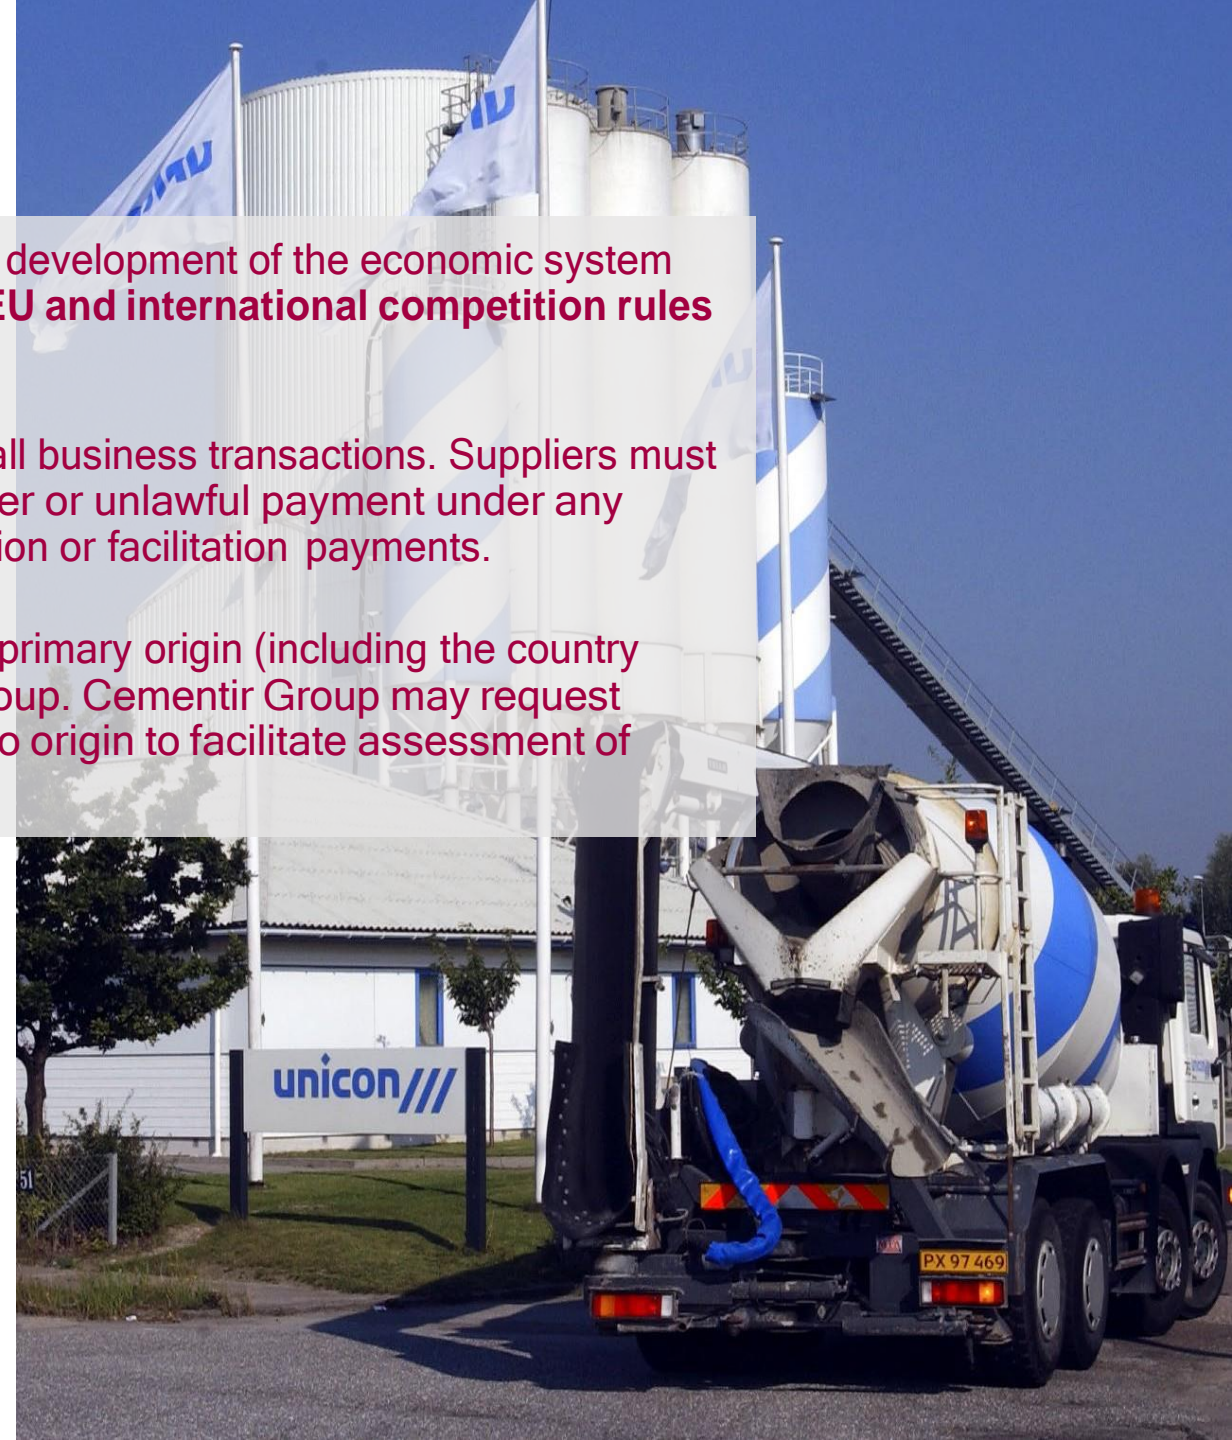 development of the economic system
EU and international competition rules
all business transactions. Suppliers must
er or unlawful payment under any
ion or facilitation payments.
primary origin (including the country
oup. Cementir Group may request
o origin to facilitate assessment of
unicon
51
PX 97 469